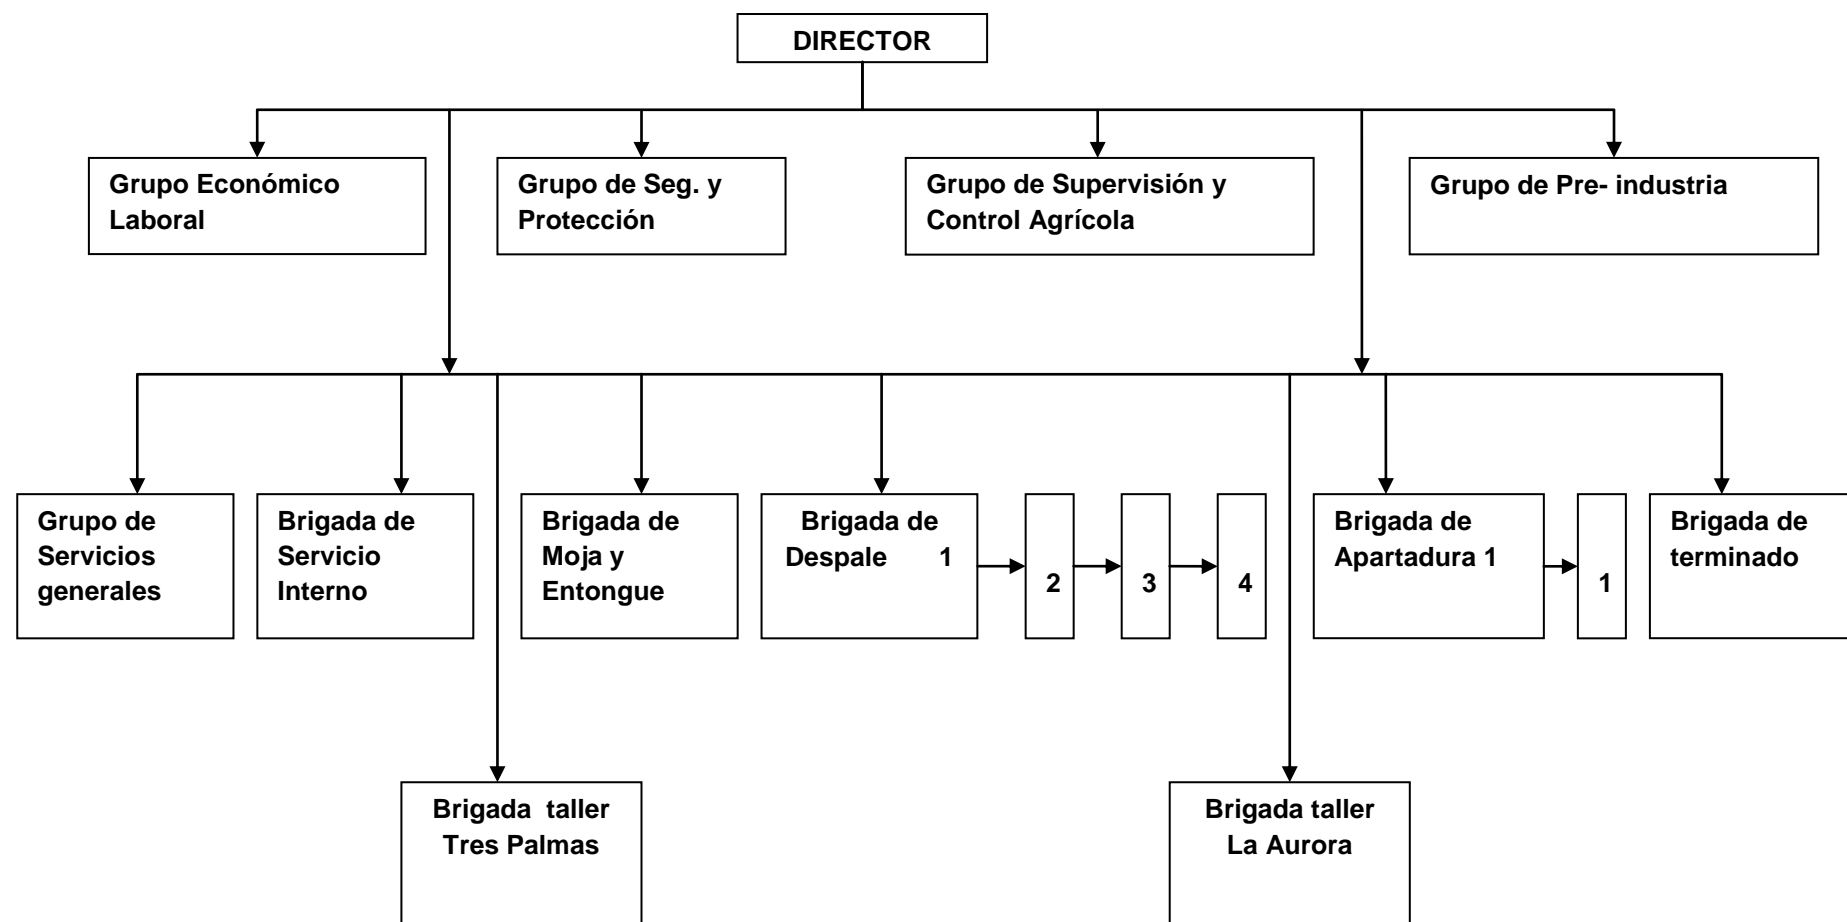 DIRECTOR
Grupo Económico
Laboral
Grupo de Seg. y
Protección
Grupo de Supervisión y
Control Agrícola
Grupo de Pre- industria
Grupo de
Servicios
generales
Brigada de
Servicio
Interno
Brigada de
Moja y
Entongue
Brigada de
Despale 1
2
3
4
Brigada de
Apartadura 1
1
Brigada de
terminado
Brigada taller
Tres Palmas
Brigada taller
La Aurora